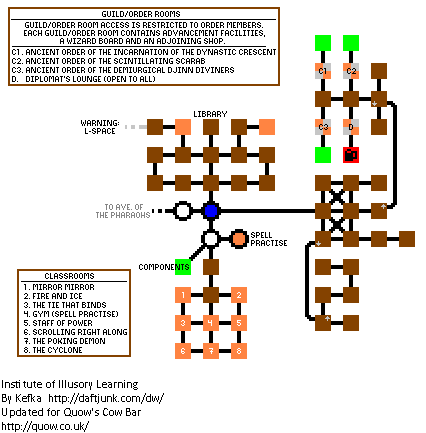 GUILD/ORDER ROOMS
GUILD/ORDER ROOM ACCESS IS RESTRICTED TO ORDER MEMBERS.
EACH GUILD/ORDER ROOM CONTAINS ADVANCEMENT FACILITIES,
A WIZARD BOARD AND AN ADJOINING SHOP.
C1. ANCIENT ORDER OF THE INCARNATION OF THE DYNASTIC CRESCENT
C2. ANCIENT ORDER OF THE SCINTILLATING SCARAB
C3. ANCIENT ORDER OF THE DEMIURGICAL DJINN DIVINERS
D. DIPLOMAT'S LOUNGE (OPEN TO ALL)
C1
C2
C3
D
LIBRARY
WARNING:
L-SPACE
TO AVE. OF
THE PHARAOHS
SPELL
PRACTISE
COMPONENTS
CLASSROOMS
1. MIRROR MIRROR
2. FIRE AND ICE
3. THE TIE THAT BINDS
4. GYM (SPELL PRACTISE)
5. STAFF OF POWER
6. SCROLLING RIGHT ALONG
7. THE POKING DEMON
8. THE CYCLONE
1
2
3
4
5
6
7
8
Institute of Illusory Learning
By Kefka http://daftjunk.com/dw/
Updated for Quow's Cow Bar
http://quow.co.uk/